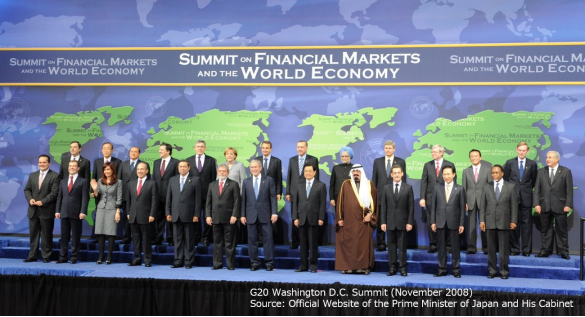 SUMMIT ON FINANCIAL MARKETS
AND THE WORLD ECONOMY
SUMMIT ON FINANCIAL MARKETS
AND THE WORLD ECONOMY
SUMMIT ON FINANCIAL MARKETS
AND THE WORLD ECONOMY
G20 Washington D.C. Summit (November 2008)
Source: Official Website of the Prime Minister of Japan and His Cabinet